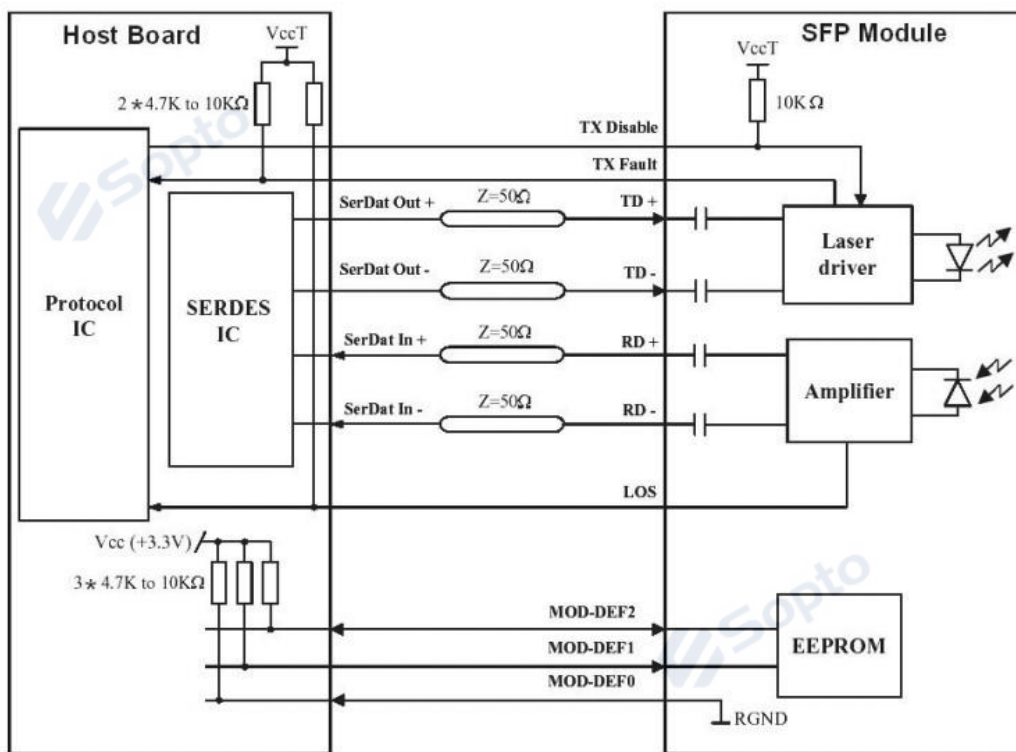 Host Board
SFP Module
VccT
VccT
2*4.7K to 10KΩ
10KΩ
TX Disable
TX Fault
Sopto
SerDat Out +
Z=50Ω
TD +
Laser
driver
SerDat Out -
Z=50Ω
TD -
Protocol
IC
SERDES
IC
SerDat In +
Z=50Ω
RD +
Amplifier
SerDat In -
Z=50Ω
RD -
LOS
Vcc (+3.3V)
3*4.7K to 10KΩ
MOD-DEF2
MOD-DEF1
MOD-DEF0
EEPROM
Sopto
RGND